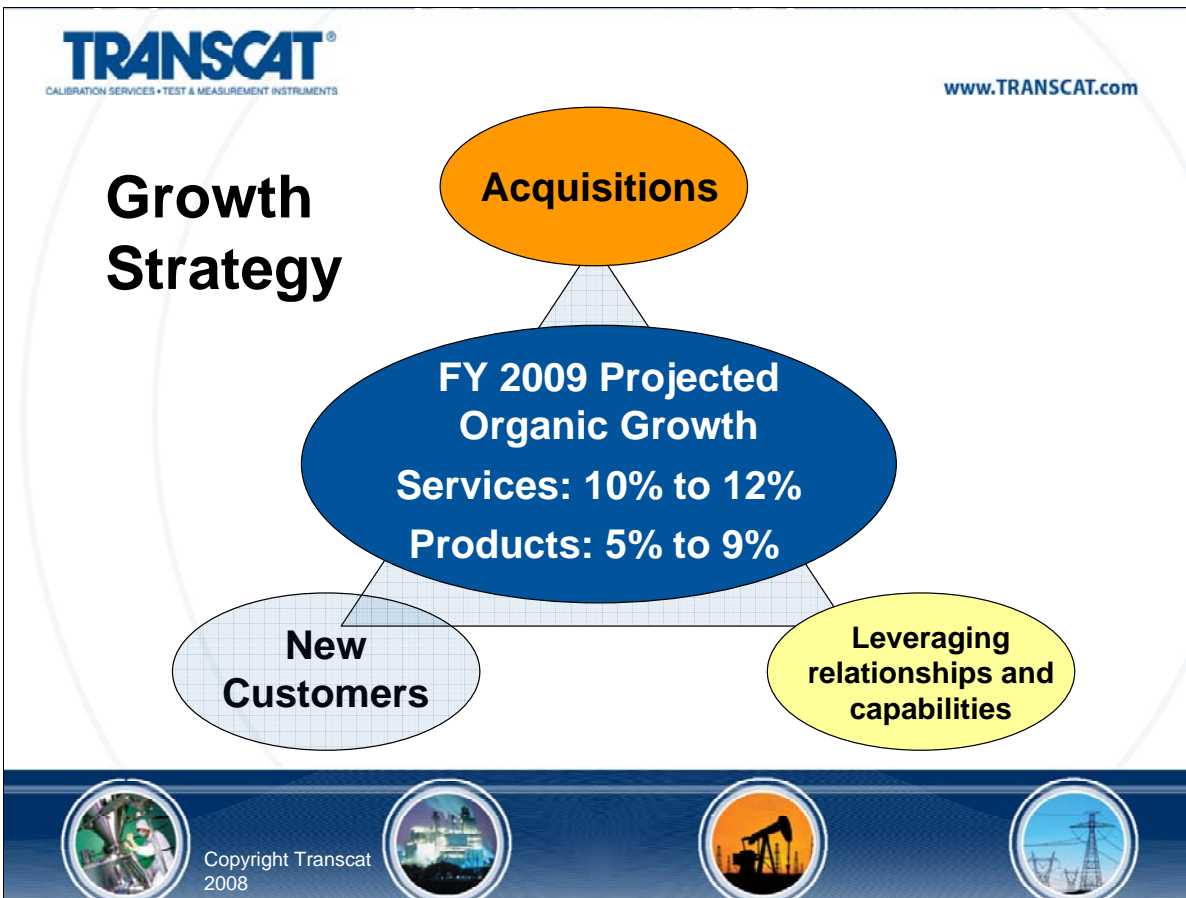 TRANSCAT®
CALIBRATION SERVICES • TEST & MEASUREMENT INSTRUMENTS
www.TRANSCAT.com
Growth
Strategy
Acquisitions
FY 2009 Projected
Organic Growth
Services: 10% to 12%
Products: 5% to 9%
New
Customers
Leveraging
relationships and
capabilities
Copyright Transcat
2008